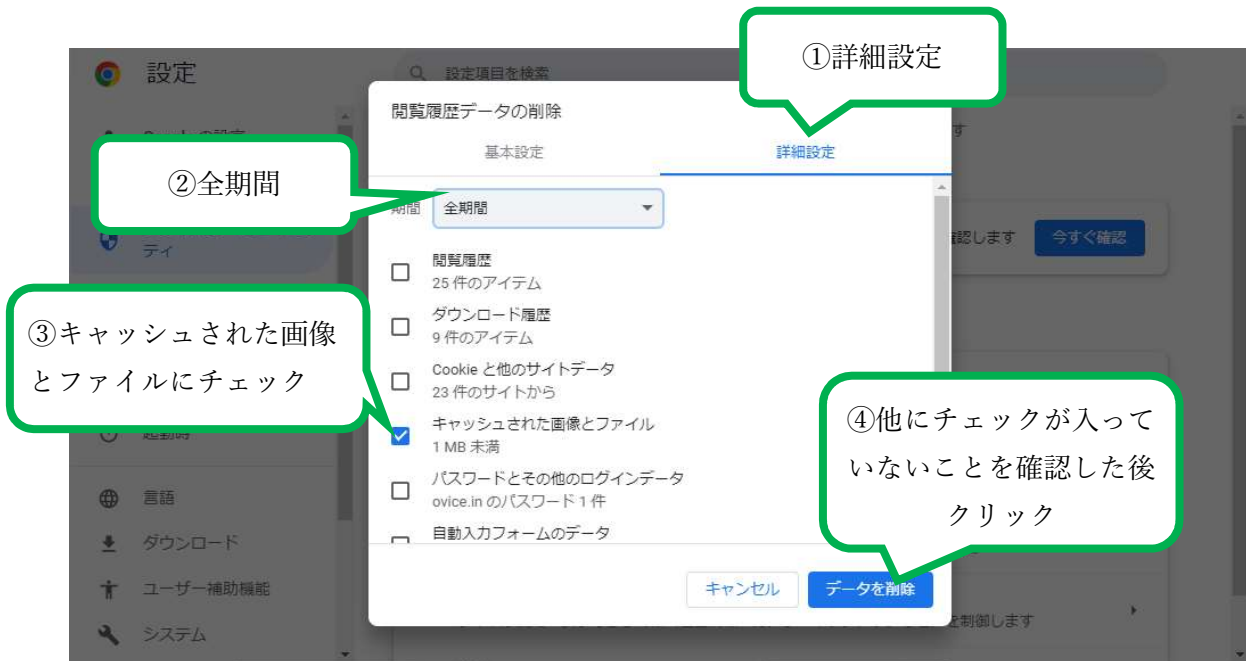 ①詳細設定
設定
設定項目を検索
閲覧履歴データの削除
基本設定
詳細設定
す
②全期間
期間
全期間
ティ
確認します
今すぐ確認
閲覧履歴
25 件のアイテム
ダウンロード履歴
9 件のアイテム
③キャッシュされた画像
とファイルにチェック
Cookie と他のサイトデータ
23 件のサイトから
キャッシュされた画像とファイル
1 MB 未満
④他にチェックが入って
いないことを確認した後
クリック
起動時
パスワードとその他のログインデータ
ovice.in のパスワード 1 件
言語
自動入力フォームのデータ
ダウンロード
ユーザー補助機能
キャンセル
データを削除
システム
を制御します